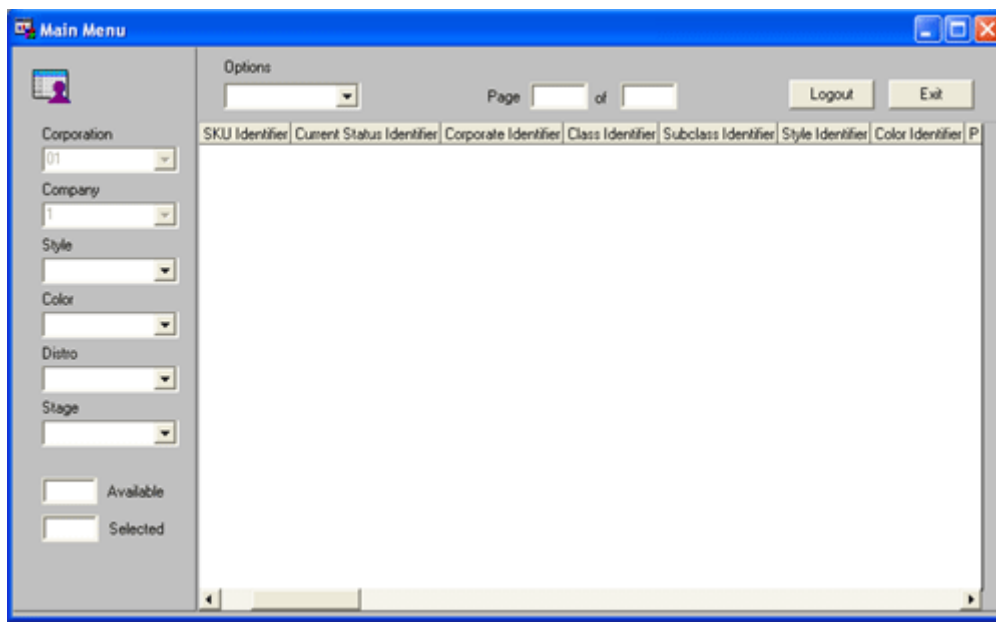 Main Menu
Options
Page of Logout Exit
Corporation
01
Company
1
Style
Color
Distro
Stage
Available
Selected
SKU Identifier Current Status Identifier Corporate Identifier Class Identifier Subclass Identifier Style Identifier Color Identifier P